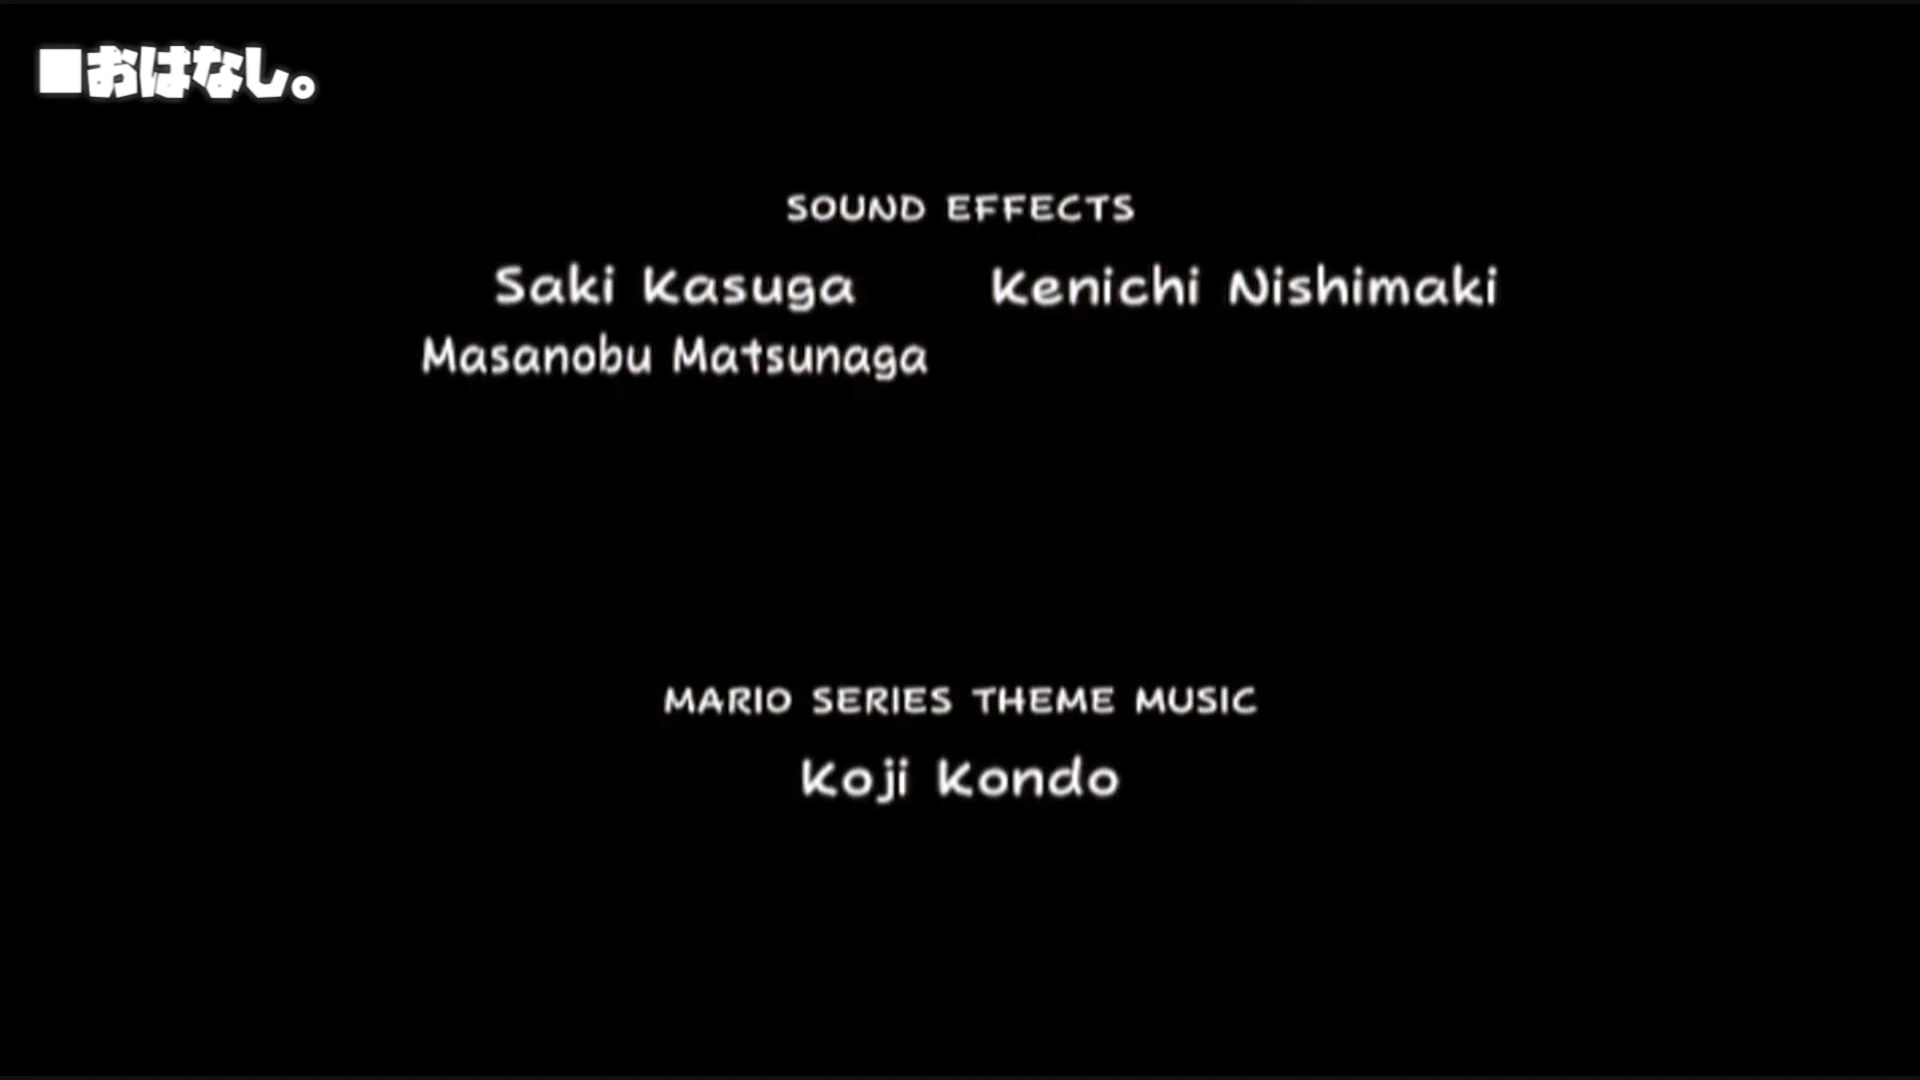 ■おはなし。
SOUND EFFECTS
Saki Kasuga Kenichi Nishimaki
Masanobu Matsunaga
MARIO SERIES THEME MUSIC
Koji Kondo